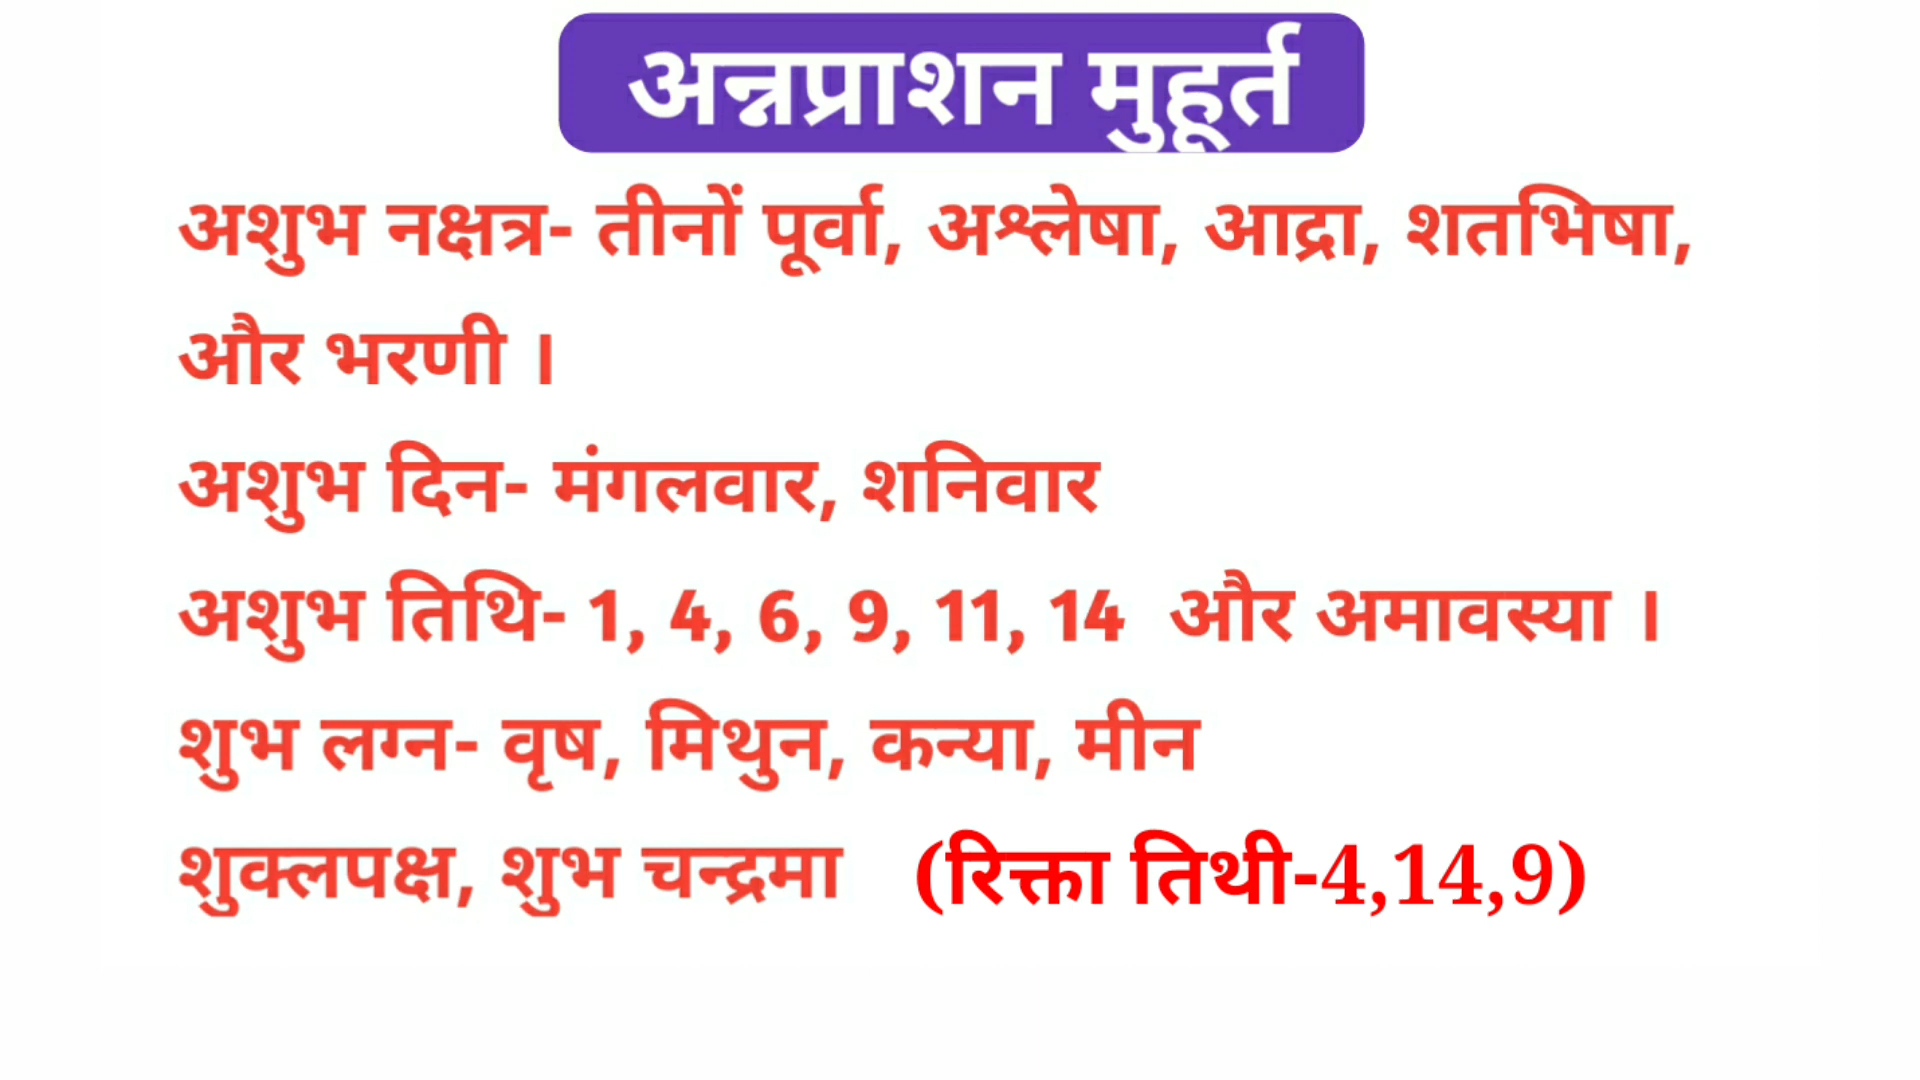 अन्नप्राशन मुहूर्त
अशुभ नक्षत्र- तीनों पूर्वा, अश्लेषा, आद्रा, शतभिषा,
और भरणी ।
अशुभ दिन- मंगलवार, शनिवार
अशुभ तिथि- 1, 4, 6, 9, 11, 14 और अमावस्या ।
शुभ लग्न- वृष, मिथुन, कन्या, मीन
शुक्लपक्ष, शुभ चन्द्रमा (रिक्ता तिथी-4,14,9)